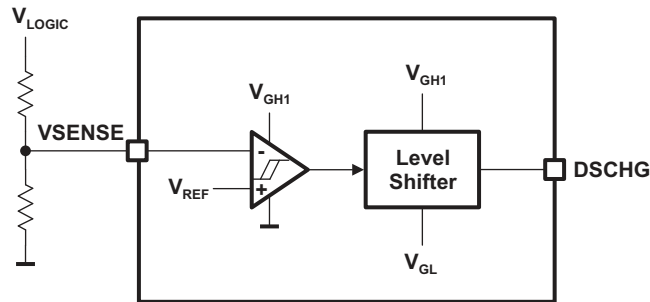 VLOGIC
VSENSE
VGH1
-
VREF
+
VGH1
Level
Shifter
VGL
DSCHG